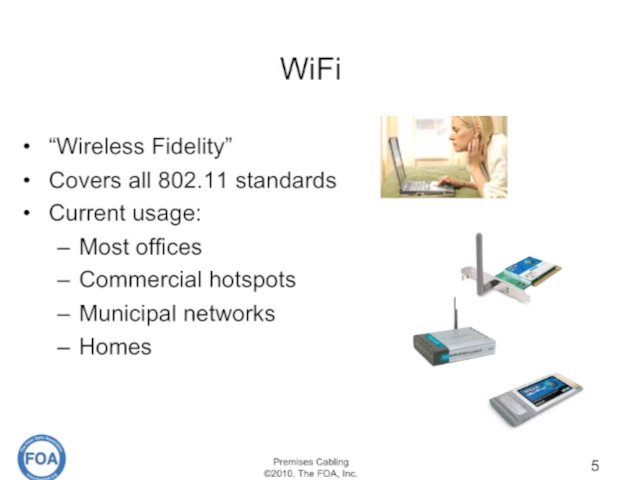 WiFi
• “Wireless Fidelity”
• Covers all 802.11 standards
• Current usage:
– Most offices
– Commercial hotspots
– Municipal networks
– Homes
FOA
Premises Cabling
©2010, The FOA, Inc.
5